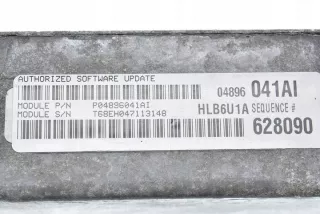 AUTHORIZED SOFTWARE UPDATE
04896 041AI
MODULE P/N P04896041AI
MODULE S/N T68EH047113148
HLB6U1A SEQUENCE #
628090